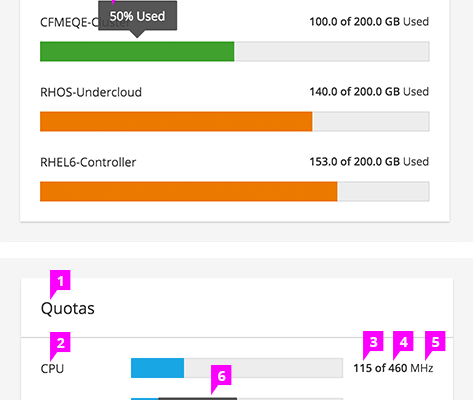 50% Used
CFMEQE-Cluster
100.0 of 200.0 GB Used
RHOS-Undercloud
140.0 of 200.0 GB Used
RHEL6-Controller
153.0 of 200.0 GB Used
1
Quotas
2
3
4
5
CPU
115 of 460 MHz
6